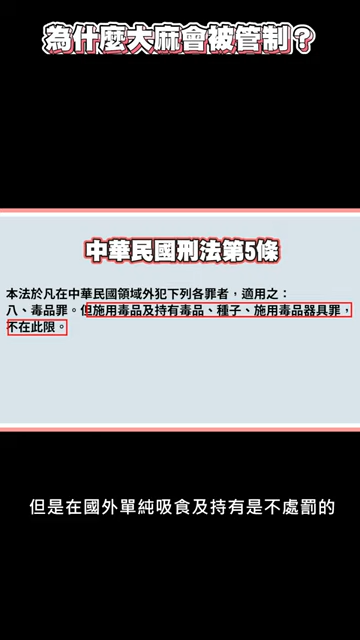 為什麼大麻會被管制？
中華民國刑法第5條
本法於凡在中華民國領域外犯下列各罪者，適用之：
八、毒品罪。但施用毒品及持有毒品、種子、施用毒品器具罪，
不在此限。
但是在國外單純吸食及持有是不處罰的